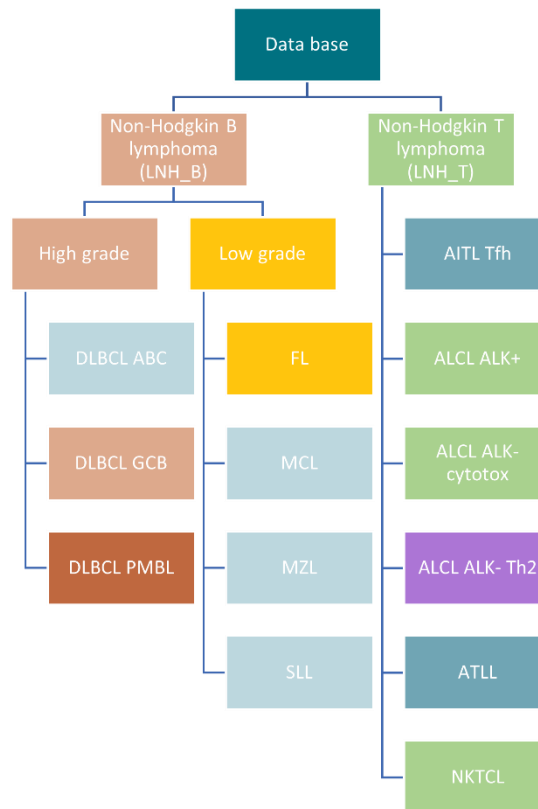 Data base
Non-Hodgkin B
lymphoma
(LNH_B)
Non-Hodgkin T
lymphoma
(LNH_T)
High grade
Low grade
AITL Tfh
DLBCL ABC
FL
ALCL ALK+
DLBCL GCB
MCL
ALCL ALK-
cytotox
DLBCL PMBL
MZL
ALCL ALK- Th2
SLL
ATLL
NKTCL